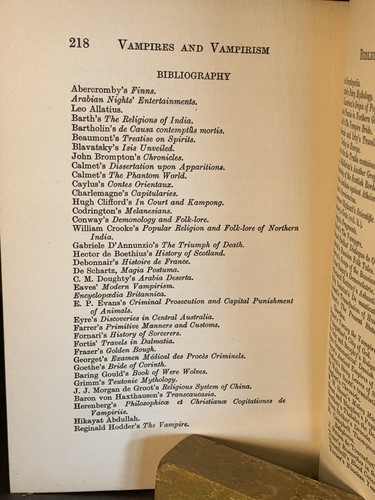 218 VAMPIRES AND VAMPIRISM
BIBLIOGRAPHY
Abercromby's Finns.
Arabian Nights' Entertainments.
Leo Allatius.
Barth's The Religions of India.
Bartholin's de Causa contemptûs mortis.
Beaumont's Treatise on Spirits.
Blavatsky's Isis Unveiled.
John Brompton's Chronicles.
Calmet's Dissertation upon Apparitions.
Calmet's The Phantom World.
Caylus's Contes Orientaux.
Charlemagne's Capitularies.
Hugh Clifford's In Court and Kampong.
Codrington's Melanesians.
Conway's Demonology and Folk-lore.
William Crooke's Popular Religion and Folk-lore of Northern
India.
Gabriele D'Annunzio's The Triumph of Death.
Hector de Boethius's History of Scotland.
Debonnair's Histoire de France.
De Schartz, Magia Postuma.
C. M. Doughty's Arabia Deserta.
Eaves' Modern Vampirism.
Encyclopædia Britannica.
E. P. Evans's Criminal Prosecution and Capital Punishment
of Animals.
Eyre's Discoveries in Central Australia.
Farrer's Primitive Manners and Customs.
Fornari's History of Sorcerers.
Fortis' Travels in Dalmatia.
Frazer's Golden Bough.
Georget's Examen Médical des Procès Criminels.
Goethe's Bride of Corinth.
Baring Gould's Book of Were Wolves.
Grimm's Teutonic Mythology.
J. J. Morgan de Groot's Religious System of China.
Baron von Haxthausen's Transcaucasia.
Herenberg's Philosophicæ et Christianæ Cogitationes de
Vampiriis.
Hikayat Abdullah.
Reginald Hodder's The Vampire.